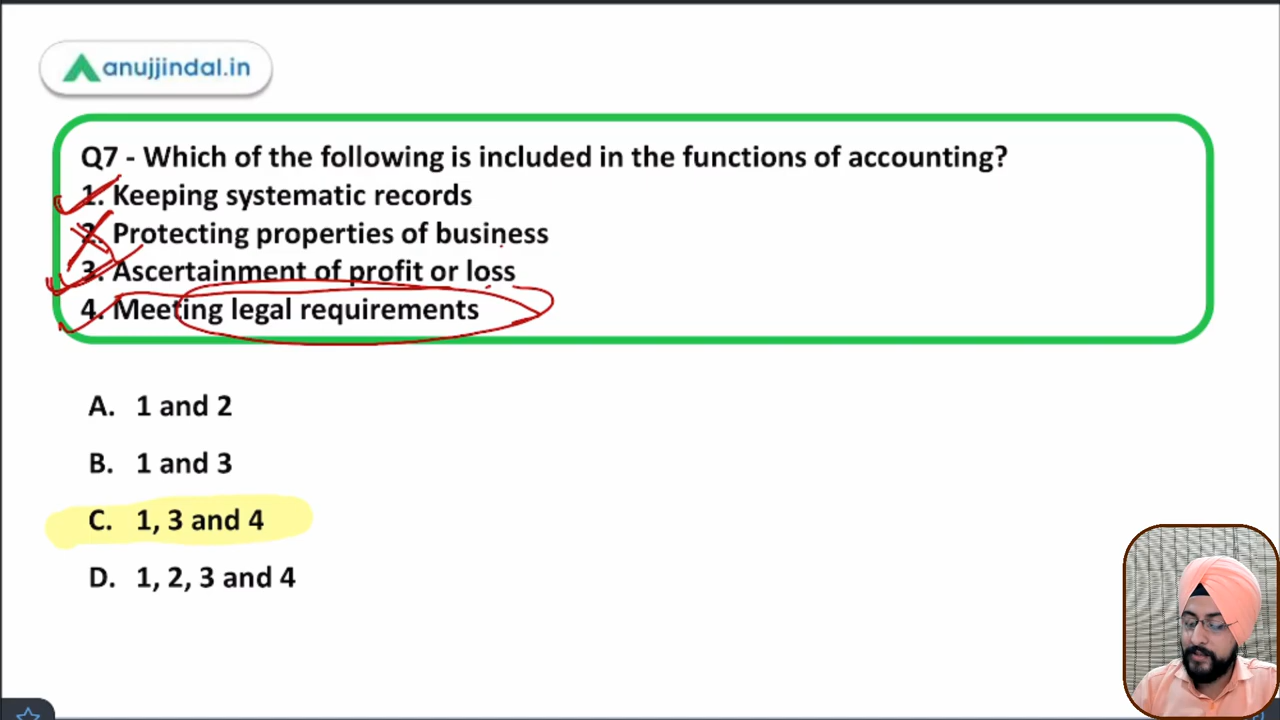 anujjindal.in
Q7 - Which of the following is included in the functions of accounting?
1. Keeping systematic records
2. Protecting properties of business
3. Ascertainment of profit or loss
4. Meeting legal requirements
A. 1 and 2
B. 1 and 3
C. 1, 3 and 4
D. 1, 2, 3 and 4